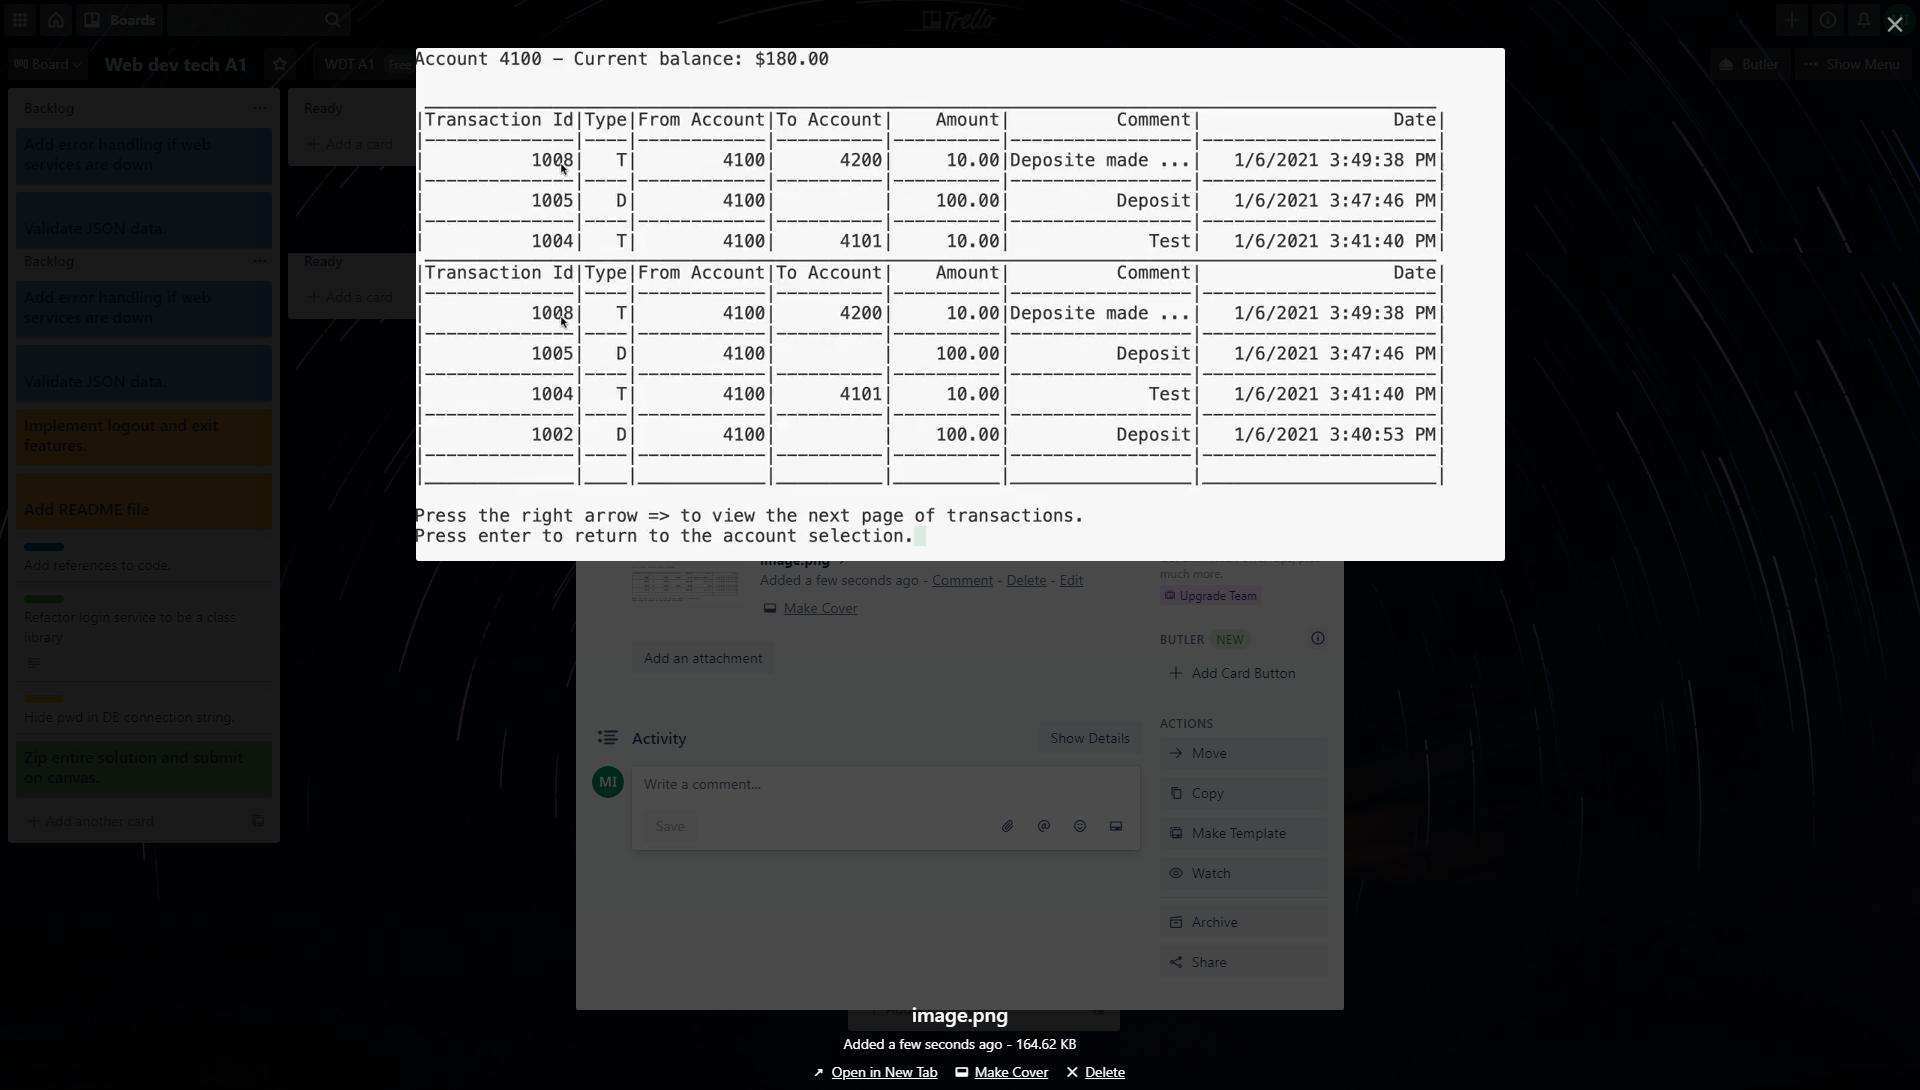 Boards
Trello
Board
Web dev tech A1
WDT A1
Free
Butler
Show Menu
Account 4100 – Current balance: $180.00
|Transaction Id|Type|From Account|To Account| Amount| Comment| Date|
| 1008| T| 4100| 4200| 10.00|Deposite made ...| 1/6/2021 3:49:38 PM|
| 1005| D| 4100| | 100.00| Deposit| 1/6/2021 3:47:46 PM|
| 1004| T| 4100| 4101| 10.00| Test| 1/6/2021 3:41:40 PM|
|Transaction Id|Type|From Account|To Account| Amount| Comment| Date|
| 1008| T| 4100| 4200| 10.00|Deposite made ...| 1/6/2021 3:49:38 PM|
| 1005| D| 4100| | 100.00| Deposit| 1/6/2021 3:47:46 PM|
| 1004| T| 4100| 4101| 10.00| Test| 1/6/2021 3:41:40 PM|
| 1002| D| 4100| | 100.00| Deposit| 1/6/2021 3:40:53 PM|
Press the right arrow => to view the next page of transactions.
Press enter to return to the account selection.
Backlog
Add error handling if web
services are down
Validate JSON data.
Backlog
Add error handling if web
services are down
Validate JSON data.
Implement logout and exit
features.
Add README file
Add references to code.
Refactor login service to be a class
library
Hide pwd in DB connection string.
Zip entire solution and submit
on canvas.
+ Add another card
Ready
+ Add a card
Ready
+ Add a card
image.png
Added a few seconds ago - Comment - Delete - Edit
Make Cover
Add an attachment
Activity
Show Details
MI
Write a comment...
Save
much more.
Upgrade Team
BUTLER NEW
+ Add Card Button
ACTIONS
Move
Copy
Make Template
Watch
Archive
Share
image.png
Added a few seconds ago - 164.62 KB
Open in New Tab
Make Cover
Delete